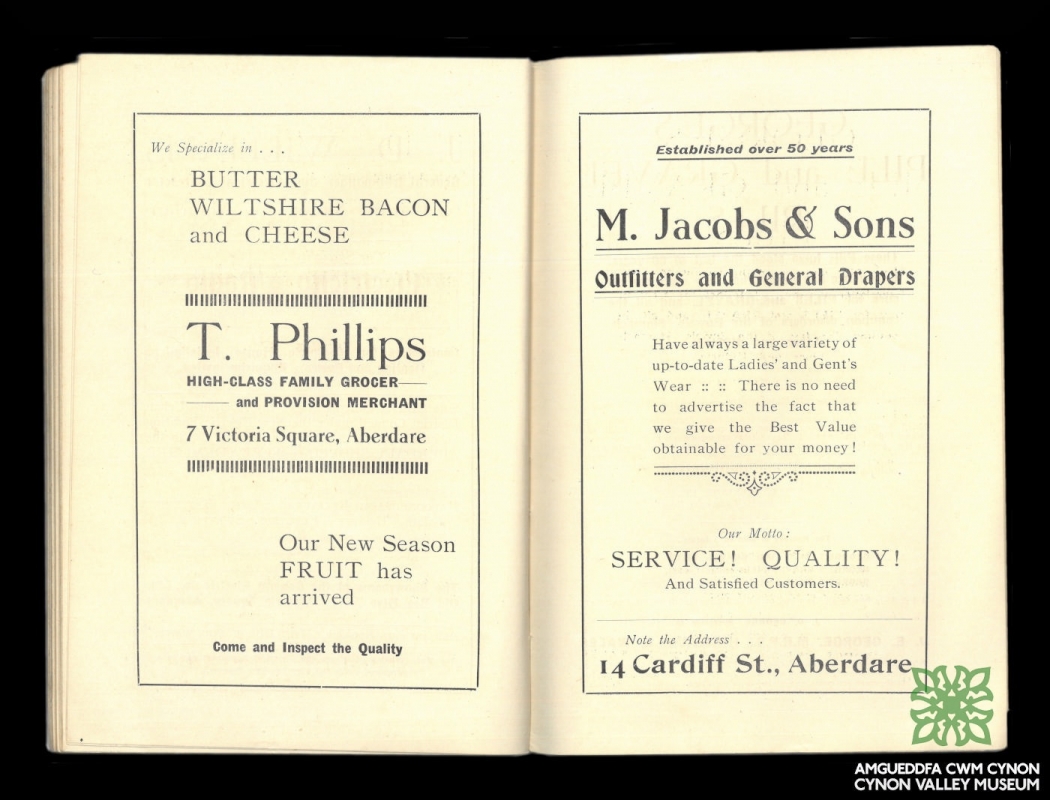 We Specialize in . . .
BUTTER
WILTSHIRE BACON
and CHEESE
T. Phillips
HIGH-CLASS FAMILY GROCER——
—— and PROVISION MERCHANT
7 Victoria Square, Aberdare
Our New Season
FRUIT has
arrived
Come and Inspect the Quality
Established over 50 years
M. Jacobs & Sons
Outfitters and General Drapers
Have always a large variety of
up-to-date Ladies' and Gent's
Wear :: :: There is no need
to advertise the fact that
we give the Best Value
obtainable for your money!
Our Motto:
SERVICE! QUALITY!
And Satisfied Customers.
Note the Address . . .
14 Cardiff St., Aberdare
AMGUEDDFA CWM CYNON
CYNON VALLEY MUSEUM